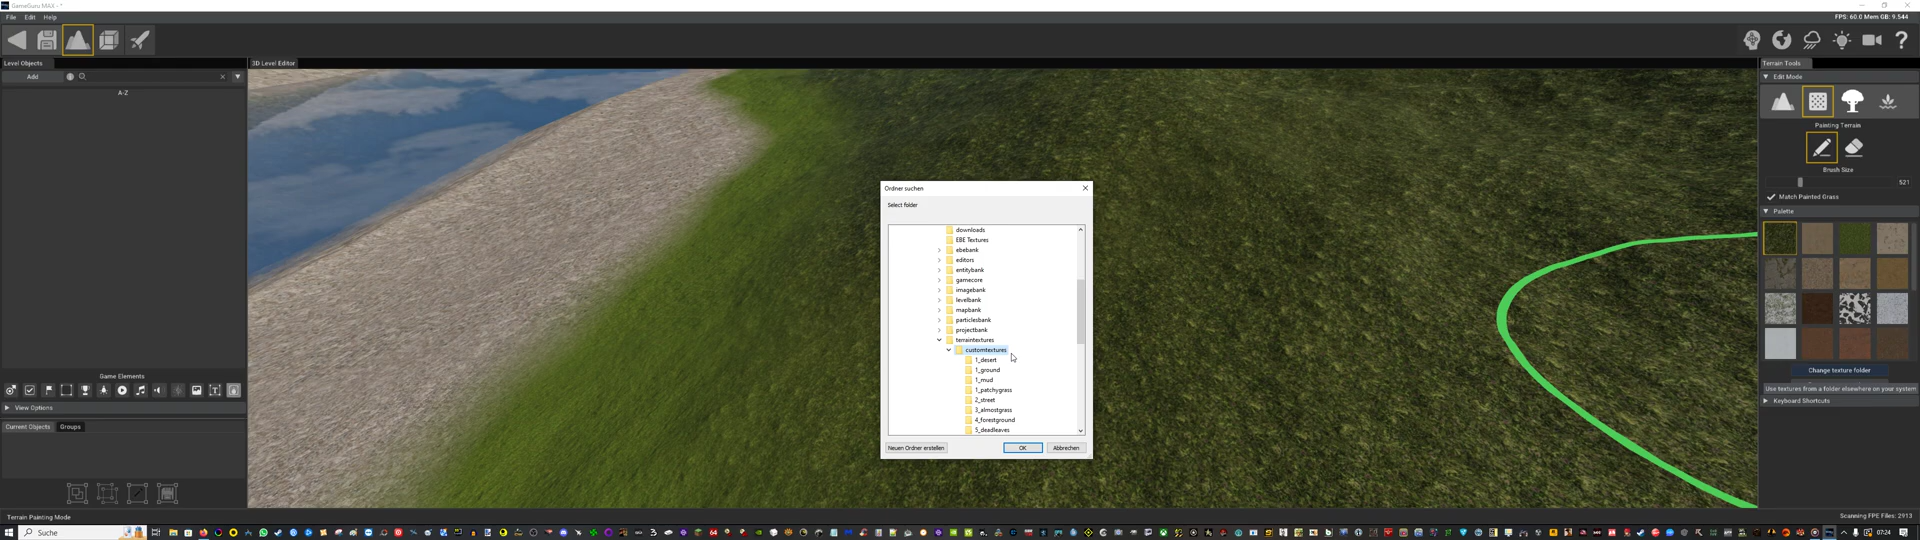 GameGuru MAX - *
File Edit Help
FPS: 60.0 Mem GB: 9.544
Level Objects
3D Level Editor
Terrain Tools
Add
A-Z
Edit Mode
Painting Terrain
Brush Size
521
Match Painted Grass
Palette
Ordner suchen
Select folder
downloads
EBE Textures
ebebank
editors
entitybank
gamecore
imagebank
levelbank
mapbank
particlesbank
projectbank
terraintextures
customtextures
1_desert
1_ground
1_mud
1_patchygrass
2_street
3_almostgrass
4_forestground
5_deadleaves
Neuen Ordner erstellen
OK
Abbrechen
Change texture folder
Use textures from a folder elsewhere on your system
Keyboard Shortcuts
Game Elements
View Options
Current Objects Groups
Terrain Painting Mode
Scanning FPE Files: 2913
Suche
07:24